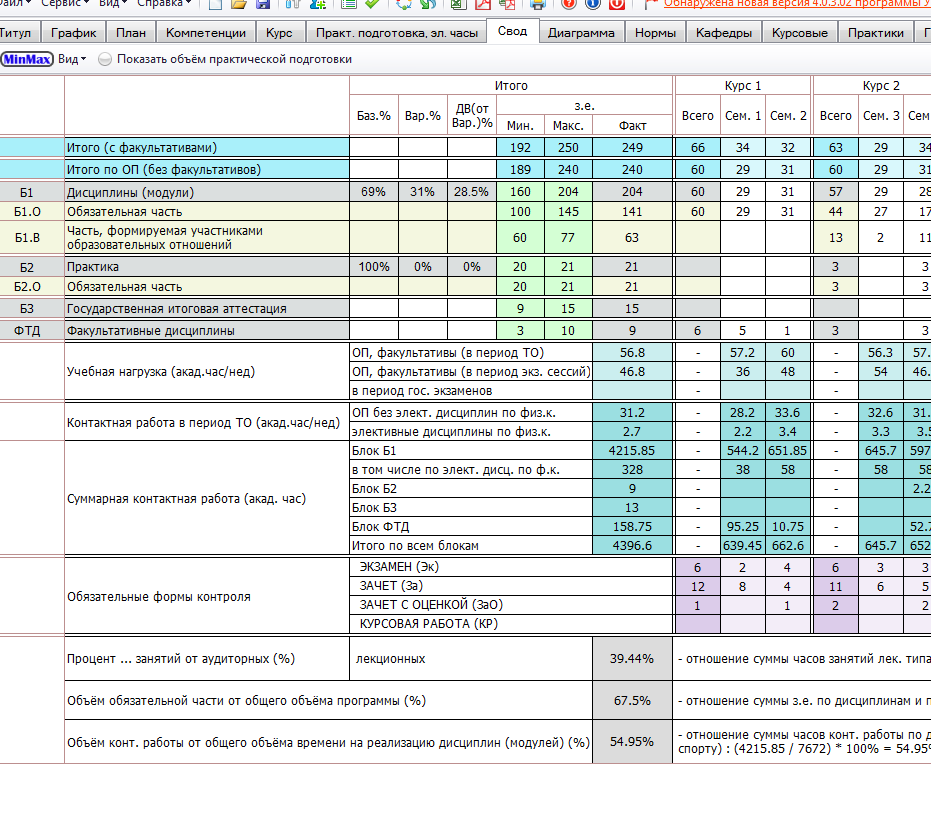 Сервис Вид Справка
Обнаружена новая версия 4.0.3.02 программы
Титул График План Компетенции Курс Практ. подготовка, эл. часы Свод Диаграмма Нормы Кафедры Курсовые Практики
MinMax Вид Показать объём практической подготовки
Итого Курс 1 Курс 2
Баз.% Вар.% ДВ(от Вар.)% з.е. Всего Сем. 1 Сем. 2 Всего Сем. 3 Сем
Мин. Макс. Факт
Итого (с факультативами) 192 250 249 66 34 32 63 29 34
Итого по ОП (без факультативов) 189 240 240 60 29 31 60 29 31
Б1 Дисциплины (модули) 69% 31% 28.5% 160 204 204 60 29 31 57 29 28
Б1.О Обязательная часть 100 145 141 60 29 31 44 27 17
Б1.В Часть, формируемая участниками
образовательных отношений 60 77 63 13 2 11
Б2 Практика 100% 0% 0% 20 21 21 3 3
Б2.О Обязательная часть 20 21 21 3 3
Б3 Государственная итоговая аттестация 9 15 15
ФТД Факультативные дисциплины 3 10 9 6 5 1 3 3
Учебная нагрузка (акад.час/нед)
ОП, факультативы (в период ТО) 56.8 - 57.2 60 - 56.3 57.
ОП, факультативы (в период экз. сессий) 46.8 - 36 48 - 54 46.
в период гос. экзаменов - -
Контактная работа в период ТО (акад.час/нед)
ОП без элект. дисциплин по физ.к. 31.2 - 28.2 33.6 - 32.6 31.
элективные дисциплины по физ.к. 2.7 - 2.2 3.4 - 3.3 3.5
Суммарная контактная работа (акад. час)
Блок Б1 4215.85 - 544.2 651.85 - 645.7 597
в том числе по элект. дисц. по ф.к. 328 - 38 58 - 58 58
Блок Б2 9 - - 2.2
Блок Б3 13 - -
Блок ФТД 158.75 - 95.25 10.75 - 52.
Итого по всем блокам 4396.6 - 639.45 662.6 - 645.7 652
Обязательные формы контроля
ЭКЗАМЕН (Эк) 6 2 4 6 3 3
ЗАЧЕТ (За) 12 8 4 11 6 5
ЗАЧЕТ С ОЦЕНКОЙ (ЗаО) 1 1 2 2
КУРСОВАЯ РАБОТА (КР)
Процент ... занятий от аудиторных (%) лекционных 39.44% - отношение суммы часов занятий лек. типа
Объём обязательной части от общего объёма программы (%) 67.5% - отношение суммы з.е. по дисциплинам и
Объём конт. работы от общего объёма времени на реализацию дисциплин (модулей) (%) 54.95% - отношение суммы часов конт. работы по
спорту) : (4215.85 / 7672) * 100% = 54.95%